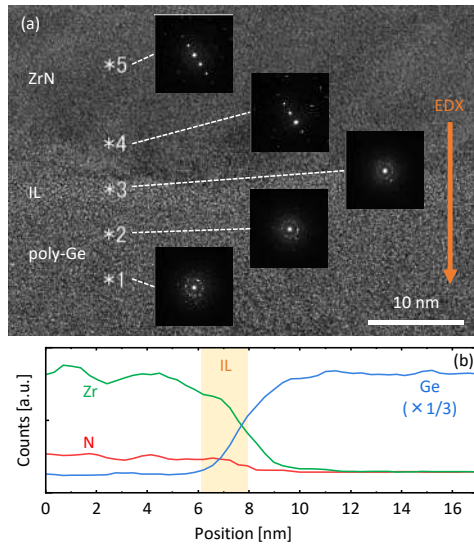 (a)
ZrN
*5
EDX
*4
*3
IL
*2
poly-Ge
*1
10 nm
(b)
IL
Zr
Ge
(×1/3)
N
Counts [a.u.]
0 2 4 6 8 10 12 14 16
Position [nm]